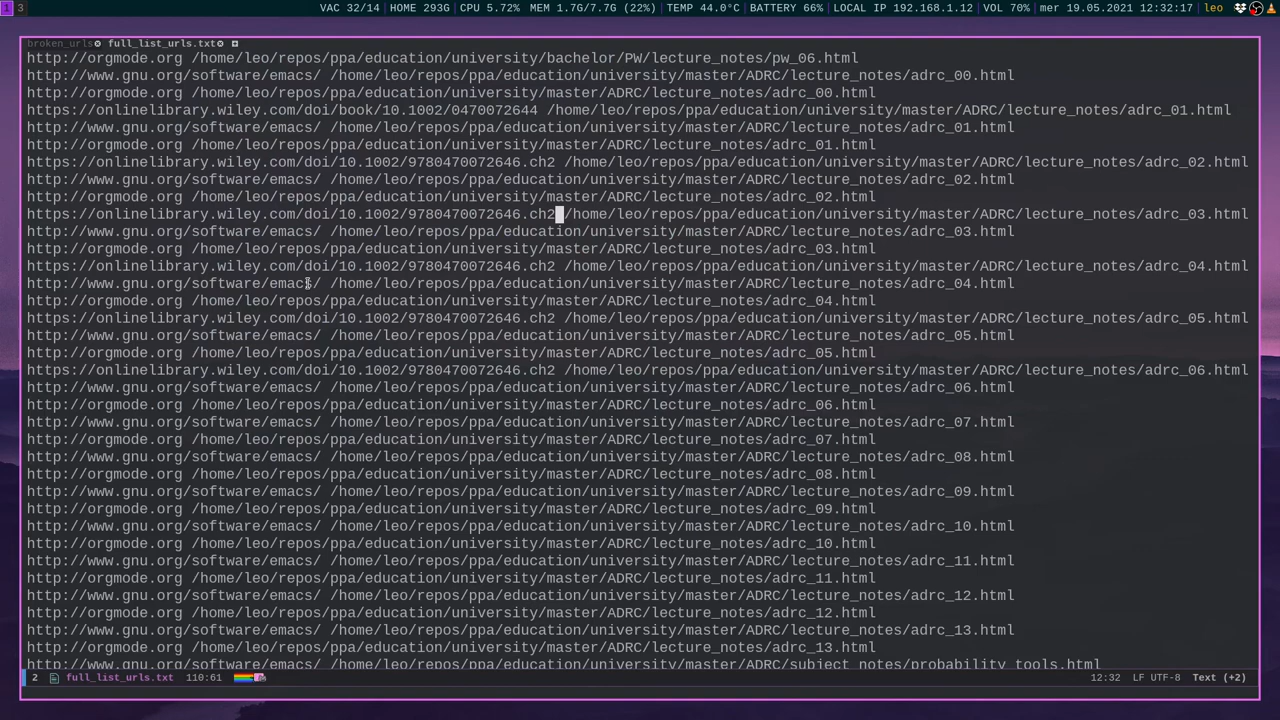 1 3 VAC 32/14 | HOME 293G | CPU 5.72% MEM 1.7G/7.7G (22%) | TEMP 44.0°C | BATTERY 66% | LOCAL IP 192.168.1.12 | VOL 70% | mer 19.05.2021 12:32:17 | leo
broken_urls full_list_urls.txt
http://orgmode.org /home/leo/repos/ppa/education/university/bachelor/PW/lecture_notes/pw_06.html
http://www.gnu.org/software/emacs/ /home/leo/repos/ppa/education/university/master/ADRC/lecture_notes/adrc_00.html
http://orgmode.org /home/leo/repos/ppa/education/university/master/ADRC/lecture_notes/adrc_00.html
https://onlinelibrary.wiley.com/doi/book/10.1002/0470072644 /home/leo/repos/ppa/education/university/master/ADRC/lecture_notes/adrc_01.html
http://www.gnu.org/software/emacs/ /home/leo/repos/ppa/education/university/master/ADRC/lecture_notes/adrc_01.html
http://orgmode.org /home/leo/repos/ppa/education/university/master/ADRC/lecture_notes/adrc_01.html
https://onlinelibrary.wiley.com/doi/10.1002/9780470072646.ch2 /home/leo/repos/ppa/education/university/master/ADRC/lecture_notes/adrc_02.html
http://www.gnu.org/software/emacs/ /home/leo/repos/ppa/education/university/master/ADRC/lecture_notes/adrc_02.html
http://orgmode.org /home/leo/repos/ppa/education/university/master/ADRC/lecture_notes/adrc_02.html
https://onlinelibrary.wiley.com/doi/10.1002/9780470072646.ch2 /home/leo/repos/ppa/education/university/master/ADRC/lecture_notes/adrc_03.html
http://www.gnu.org/software/emacs/ /home/leo/repos/ppa/education/university/master/ADRC/lecture_notes/adrc_03.html
http://orgmode.org /home/leo/repos/ppa/education/university/master/ADRC/lecture_notes/adrc_03.html
https://onlinelibrary.wiley.com/doi/10.1002/9780470072646.ch2 /home/leo/repos/ppa/education/university/master/ADRC/lecture_notes/adrc_04.html
http://www.gnu.org/software/emacs/ /home/leo/repos/ppa/education/university/master/ADRC/lecture_notes/adrc_04.html
http://orgmode.org /home/leo/repos/ppa/education/university/master/ADRC/lecture_notes/adrc_04.html
https://onlinelibrary.wiley.com/doi/10.1002/9780470072646.ch2 /home/leo/repos/ppa/education/university/master/ADRC/lecture_notes/adrc_05.html
http://www.gnu.org/software/emacs/ /home/leo/repos/ppa/education/university/master/ADRC/lecture_notes/adrc_05.html
http://orgmode.org /home/leo/repos/ppa/education/university/master/ADRC/lecture_notes/adrc_05.html
https://onlinelibrary.wiley.com/doi/10.1002/9780470072646.ch2 /home/leo/repos/ppa/education/university/master/ADRC/lecture_notes/adrc_06.html
http://www.gnu.org/software/emacs/ /home/leo/repos/ppa/education/university/master/ADRC/lecture_notes/adrc_06.html
http://orgmode.org /home/leo/repos/ppa/education/university/master/ADRC/lecture_notes/adrc_06.html
http://www.gnu.org/software/emacs/ /home/leo/repos/ppa/education/university/master/ADRC/lecture_notes/adrc_07.html
http://orgmode.org /home/leo/repos/ppa/education/university/master/ADRC/lecture_notes/adrc_07.html
http://www.gnu.org/software/emacs/ /home/leo/repos/ppa/education/university/master/ADRC/lecture_notes/adrc_08.html
http://orgmode.org /home/leo/repos/ppa/education/university/master/ADRC/lecture_notes/adrc_08.html
http://www.gnu.org/software/emacs/ /home/leo/repos/ppa/education/university/master/ADRC/lecture_notes/adrc_09.html
http://orgmode.org /home/leo/repos/ppa/education/university/master/ADRC/lecture_notes/adrc_09.html
http://www.gnu.org/software/emacs/ /home/leo/repos/ppa/education/university/master/ADRC/lecture_notes/adrc_10.html
http://orgmode.org /home/leo/repos/ppa/education/university/master/ADRC/lecture_notes/adrc_10.html
http://www.gnu.org/software/emacs/ /home/leo/repos/ppa/education/university/master/ADRC/lecture_notes/adrc_11.html
http://orgmode.org /home/leo/repos/ppa/education/university/master/ADRC/lecture_notes/adrc_11.html
http://www.gnu.org/software/emacs/ /home/leo/repos/ppa/education/university/master/ADRC/lecture_notes/adrc_12.html
http://orgmode.org /home/leo/repos/ppa/education/university/master/ADRC/lecture_notes/adrc_12.html
http://www.gnu.org/software/emacs/ /home/leo/repos/ppa/education/university/master/ADRC/lecture_notes/adrc_13.html
http://orgmode.org /home/leo/repos/ppa/education/university/master/ADRC/lecture_notes/adrc_13.html
http://www.gnu.org/software/emacs/ /home/leo/repos/ppa/education/university/master/ADRC/subject_notes/probability_tools.html
2 full_list_urls.txt 110:61 12:32 LF UTF-8 Text (+2)